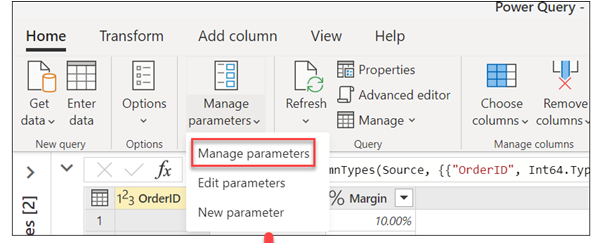 Power Query -
Home Transform Add column View Help
Get data Enter data Options Manage parameters Refresh Properties Advanced editor Manage Choose columns Remove columns
New query Options Query Manage columns
Manage parameters
Edit parameters
New parameter
fx mnTypes(Source, {{"OrderID", Int64.Typ
es [2]
1²3 OrderID % Margin
1 10.00%